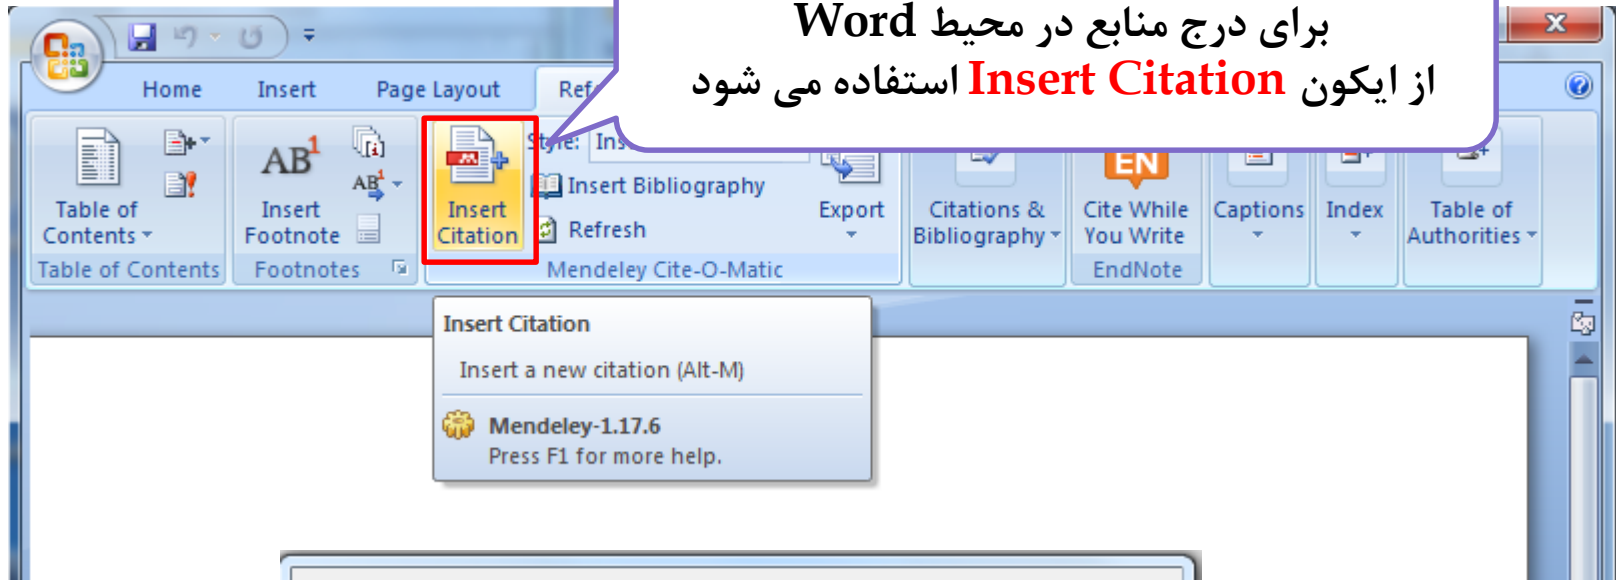 برای درج منابع در محیط Word
از ایکون Insert Citation استفاده می شود
Home Insert Page Layout
Style:
Insert Bibliography
Refresh
Table of Contents
AB1
AB1
Insert Footnote
Insert Citation
Export
Citations & Bibliography
EN
Cite While You Write
Captions
Index
Table of Authorities
Table of Contents
Footnotes
Mendeley Cite-O-Matic
EndNote
Insert Citation
Insert a new citation (Alt-M)
Mendeley-1.17.6
Press F1 for more help.